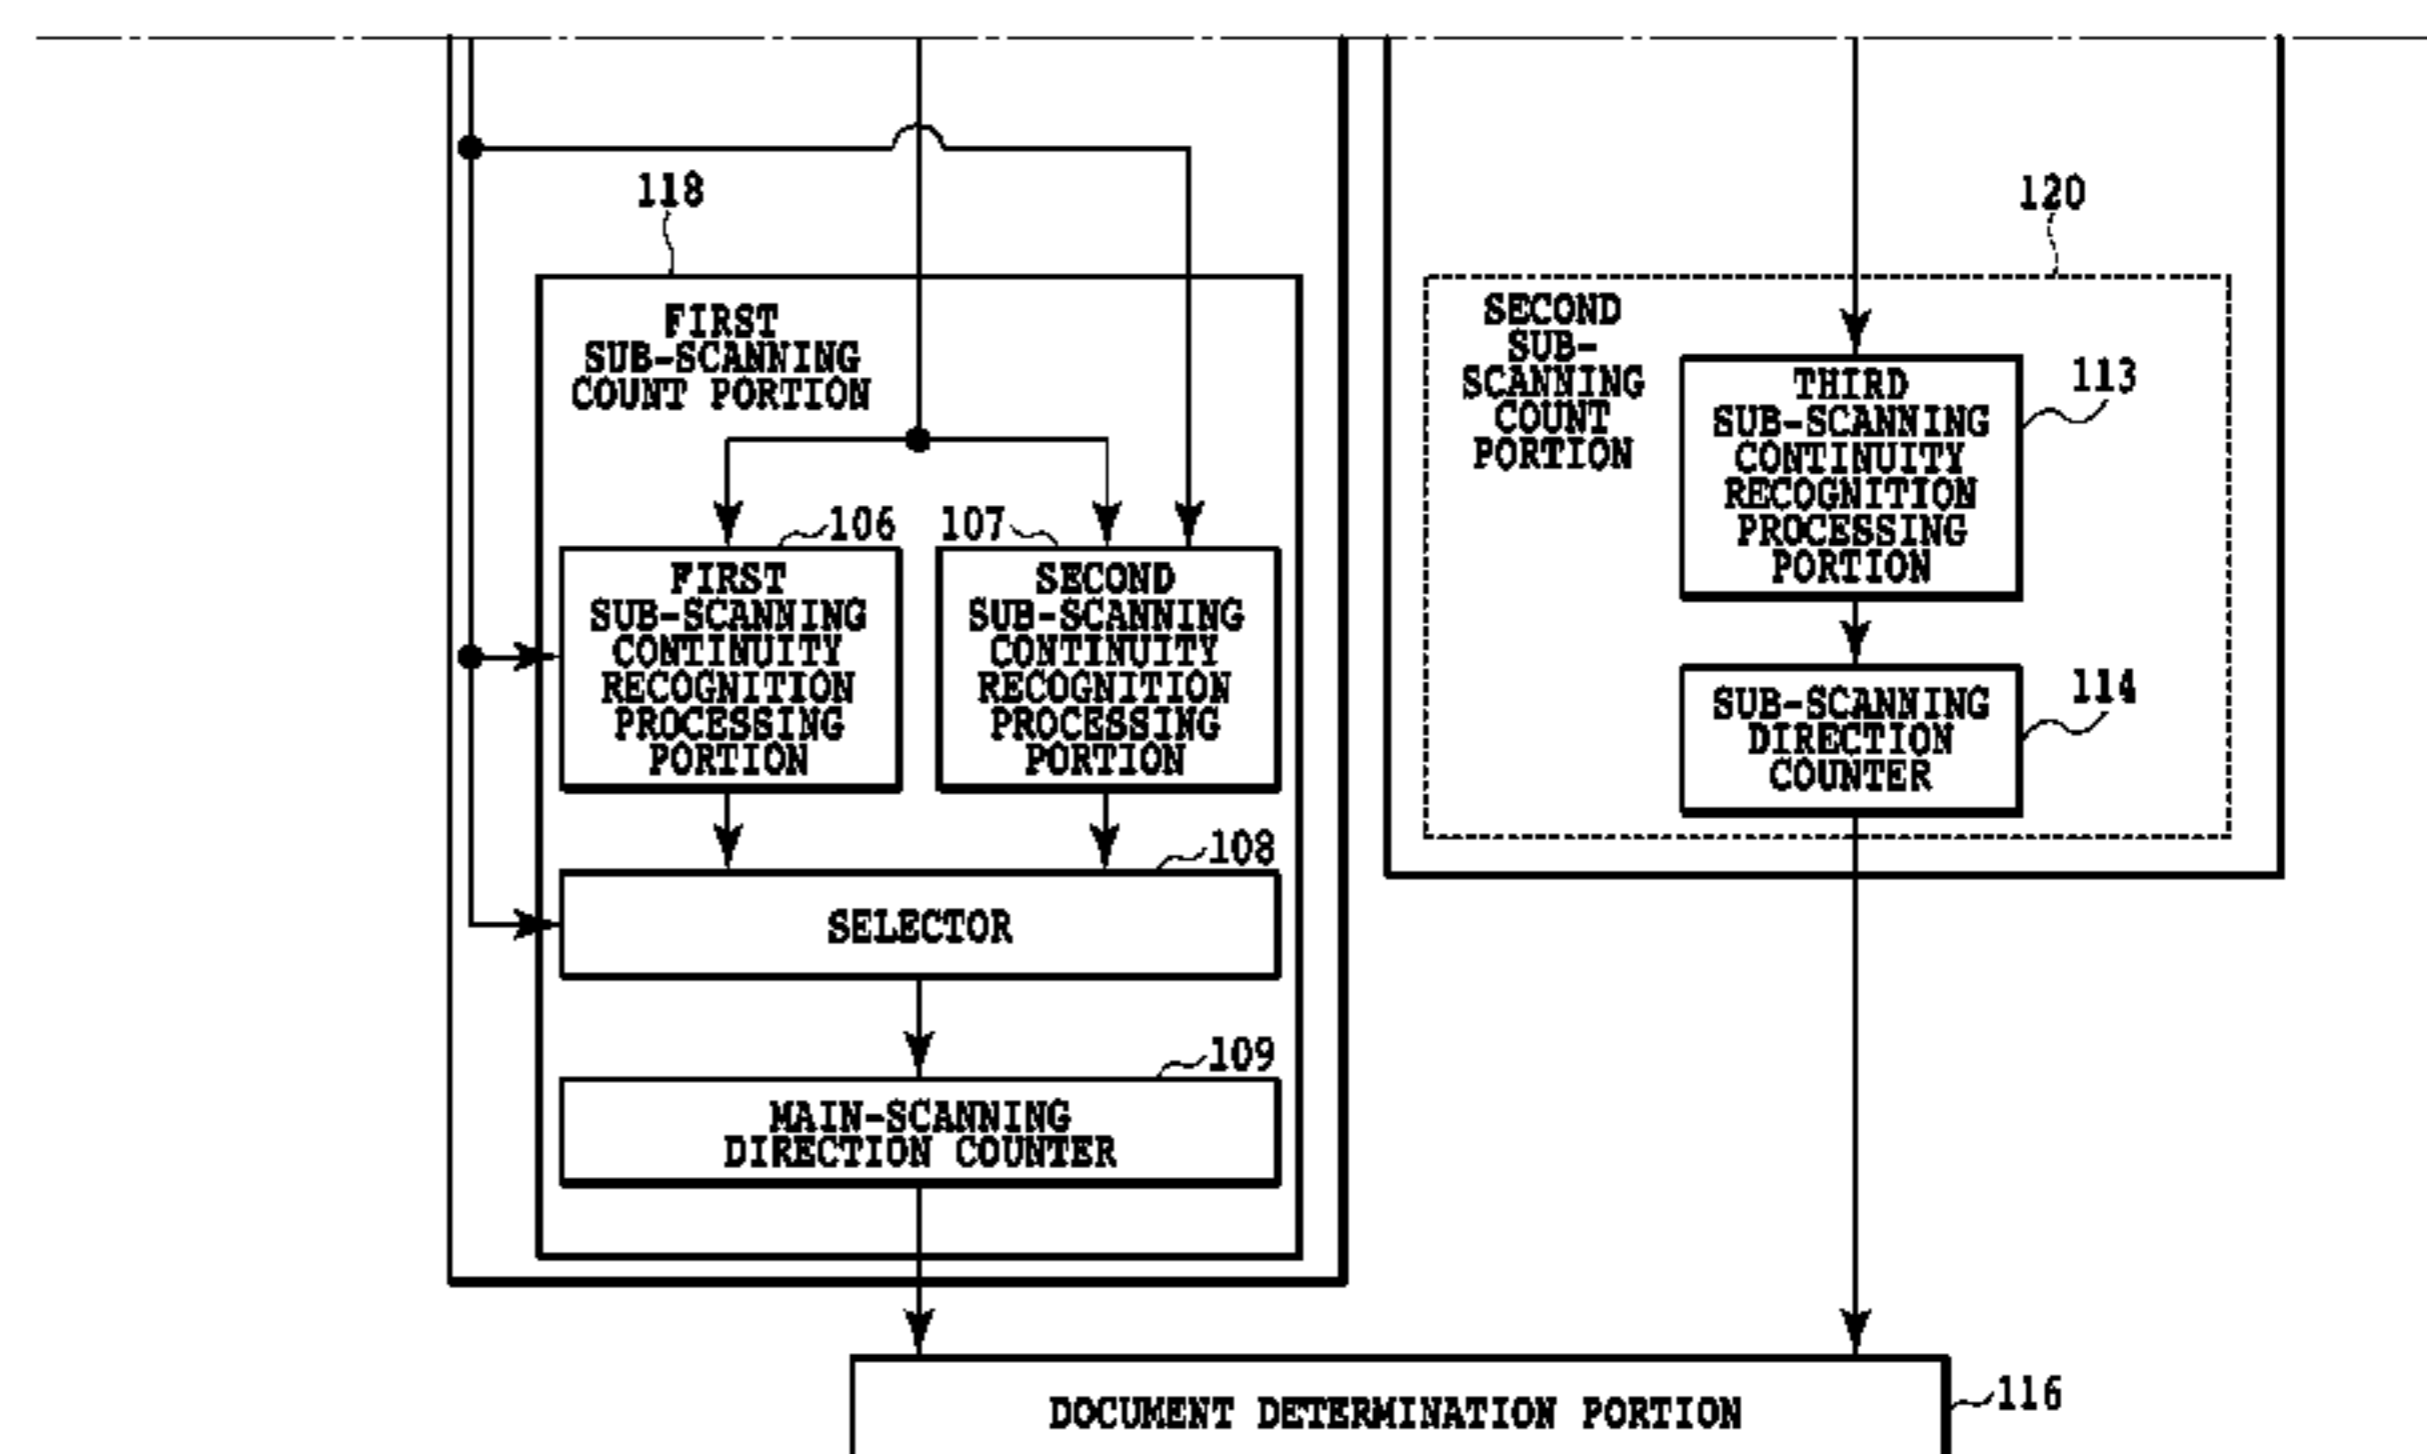 118
120
FIRST
SUB-SCANNING
COUNT PORTION
SECOND
SUB-
SCANNING
COUNT
PORTION
THIRD
SUB-SCANNING
CONTINUITY
RECOGNITION
PROCESSING
PORTION
113
106
107
FIRST
SUB-SCANNING
CONTINUITY
RECOGNITION
PROCESSING
PORTION
SECOND
SUB-SCANNING
CONTINUITY
RECOGNITION
PROCESSING
PORTION
SUB-SCANNING
DIRECTION
COUNTER
114
108
SELECTOR
109
MAIN-SCANNING
DIRECTION COUNTER
DOCUMENT DETERMINATION PORTION
116